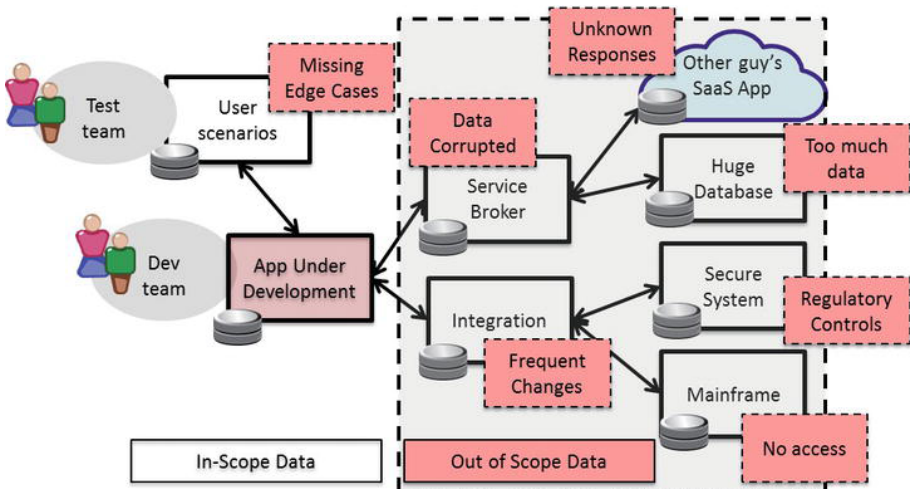 Unknown
Responses
Other guy's
SaaS App
Missing
Edge Cases
Test
team
User
scenarios
Data
Corrupted
Service
Broker
Huge
Database
Too much
data
Dev
team
App Under
Development
Integration
Frequent
Changes
Secure
System
Regulatory
Controls
Mainframe
No access
In-Scope Data
Out of Scope Data